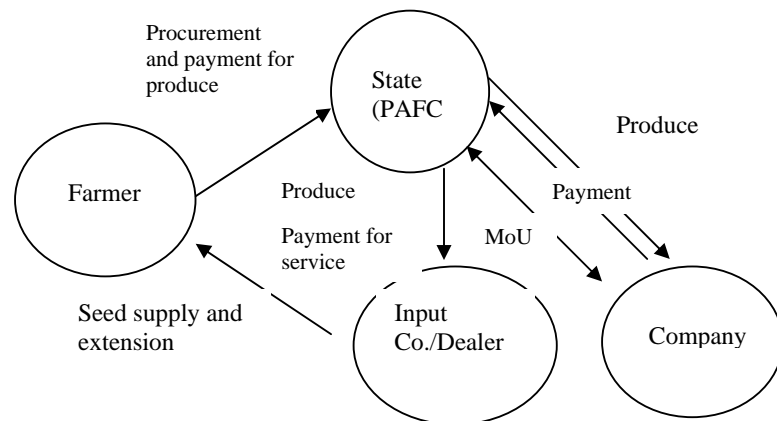 Procurement
and payment for
produce
State
(PAFC
Produce
Farmer
Produce
Payment
Payment for
service
MoU
Seed supply and
extension
Input
Co./Dealer
Company